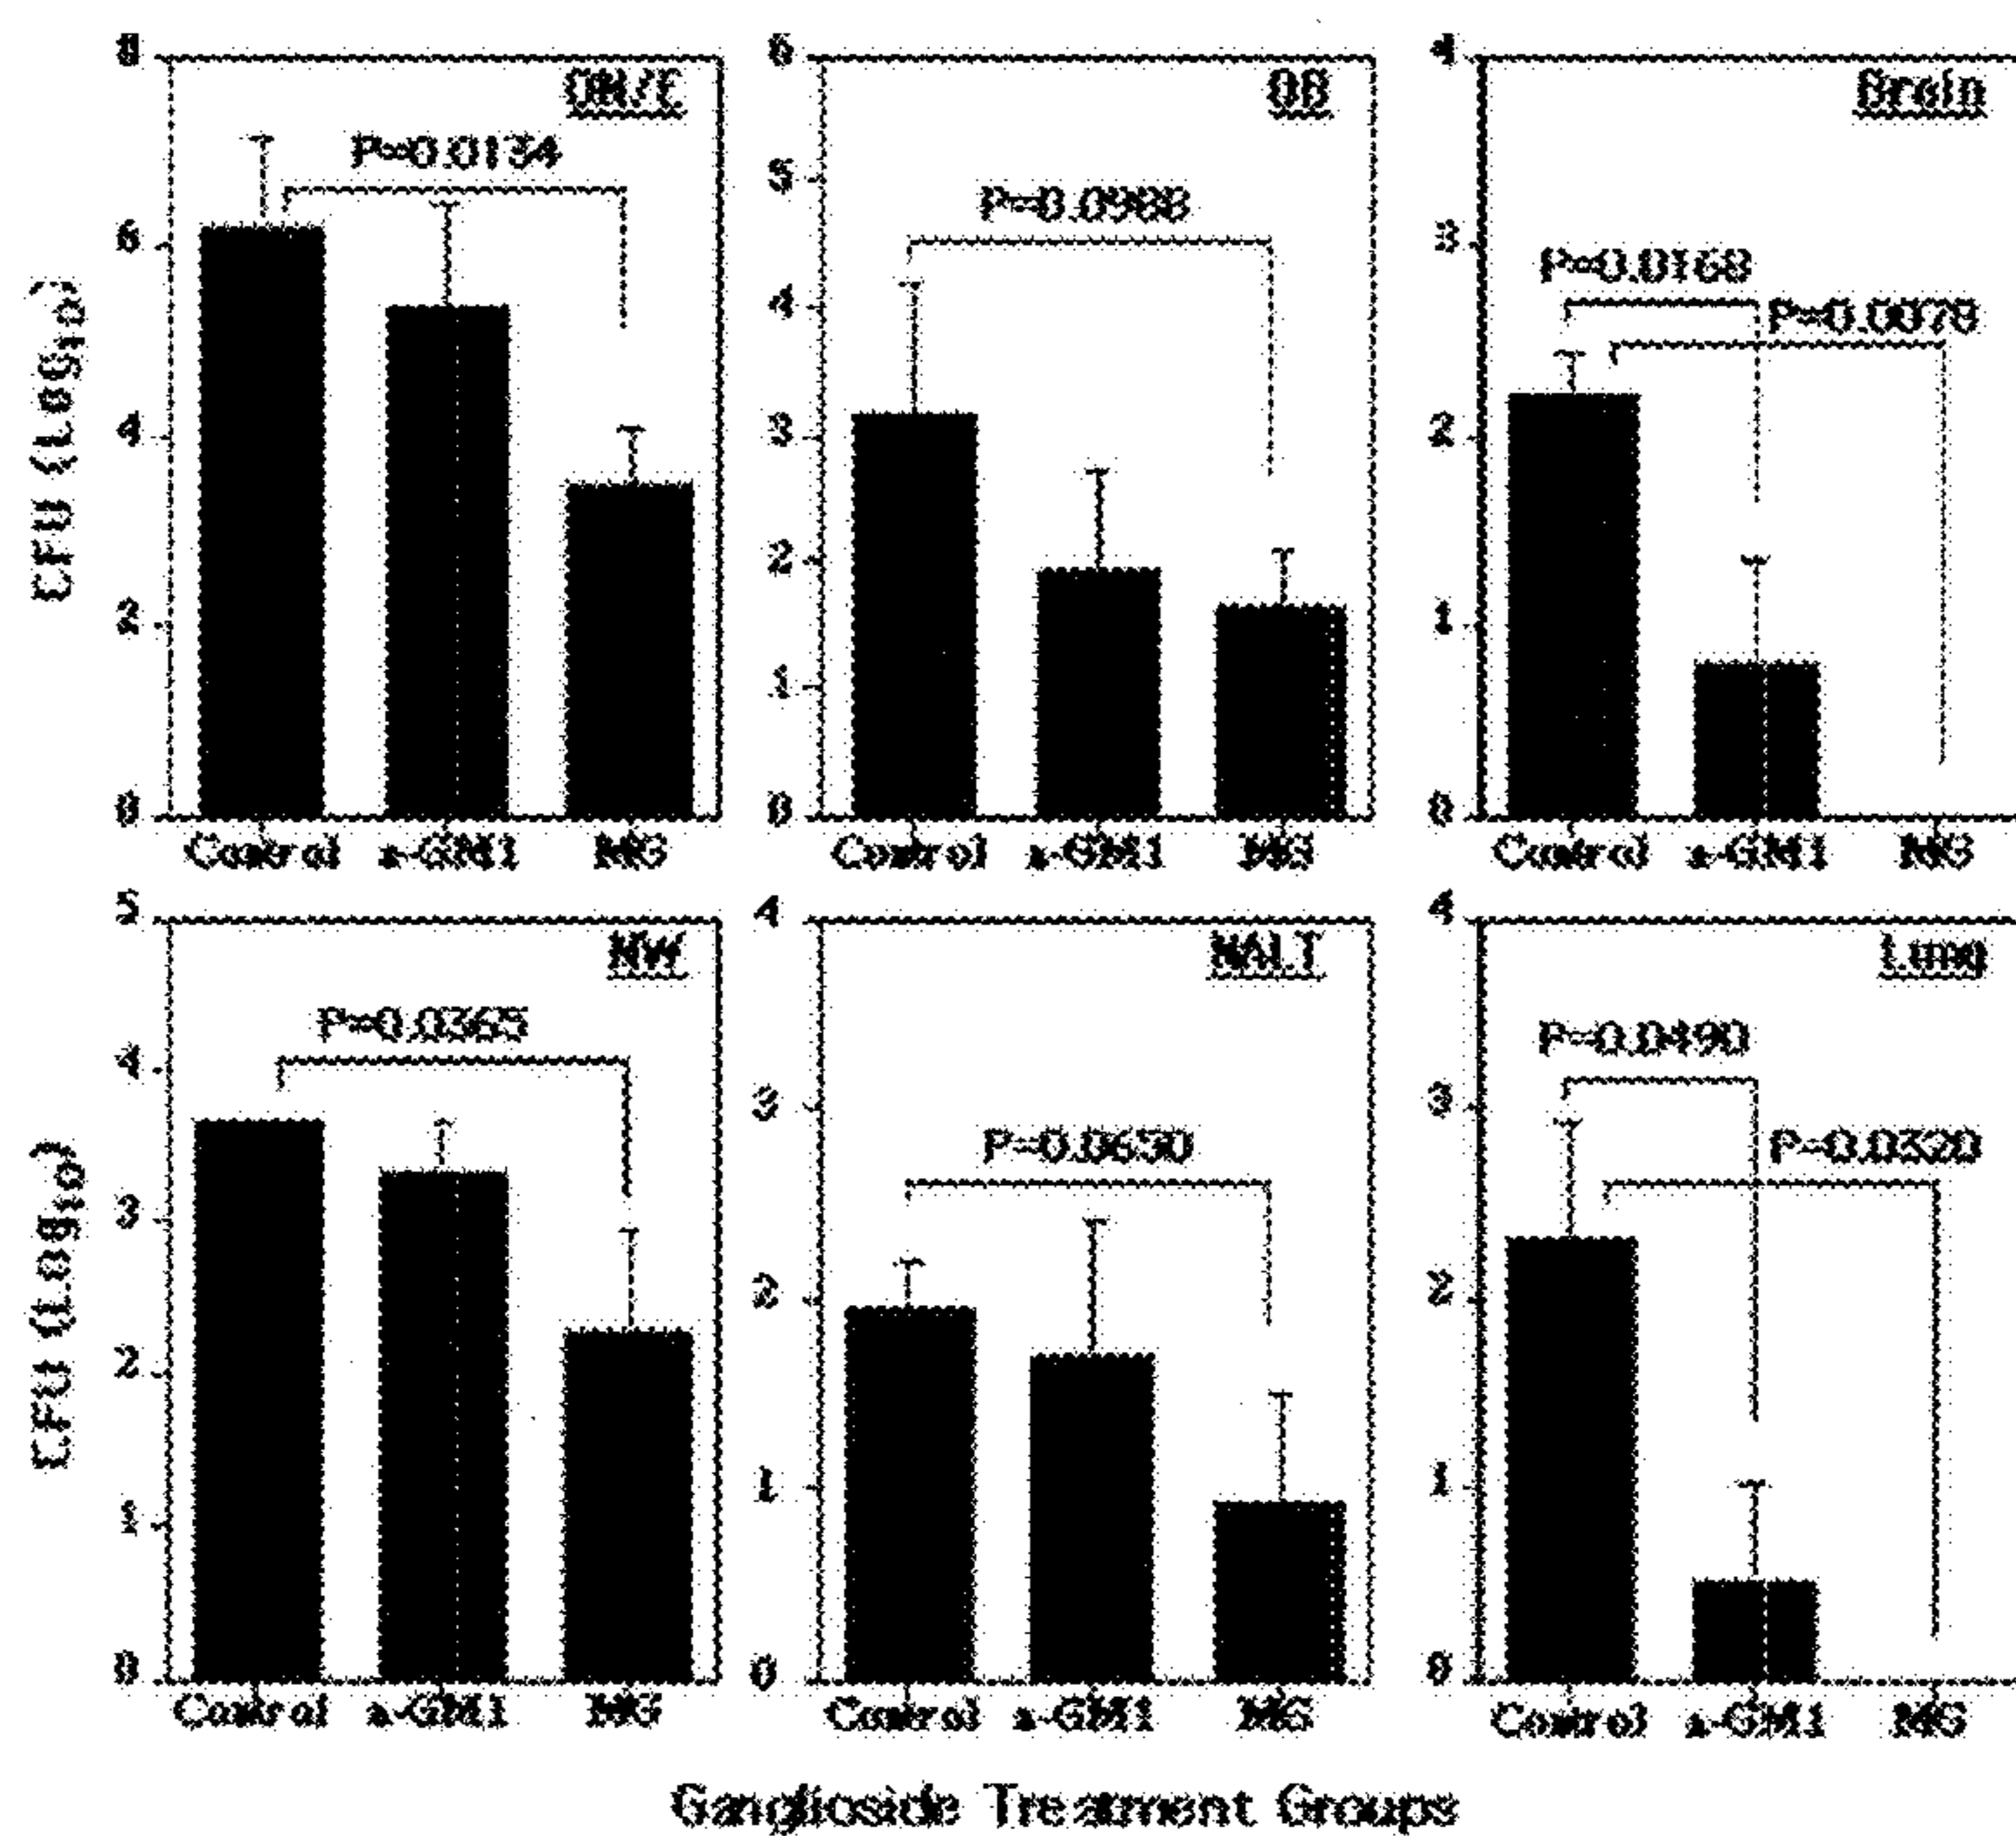 8
6
4
2
0
CFU (Log10)
ON/E
P=0.0134
Control a-GM1 MG
6
5
4
3
2
1
0
OB
P=0.0988
Control a-GM1 MG
4
3
2
1
0
Brain
P=0.0168
P=0.0078
Control a-GM1 MG
5
4
3
2
1
0
CFU (Log10)
NW
P=0.0365
Control a-GM1 MG
4
3
2
1
0
NALT
P=0.0650
Control a-GM1 MG
4
3
2
1
0
Lung
P=0.0490
P=0.0320
Control a-GM1 MG
Ganglioside Treatment Groups